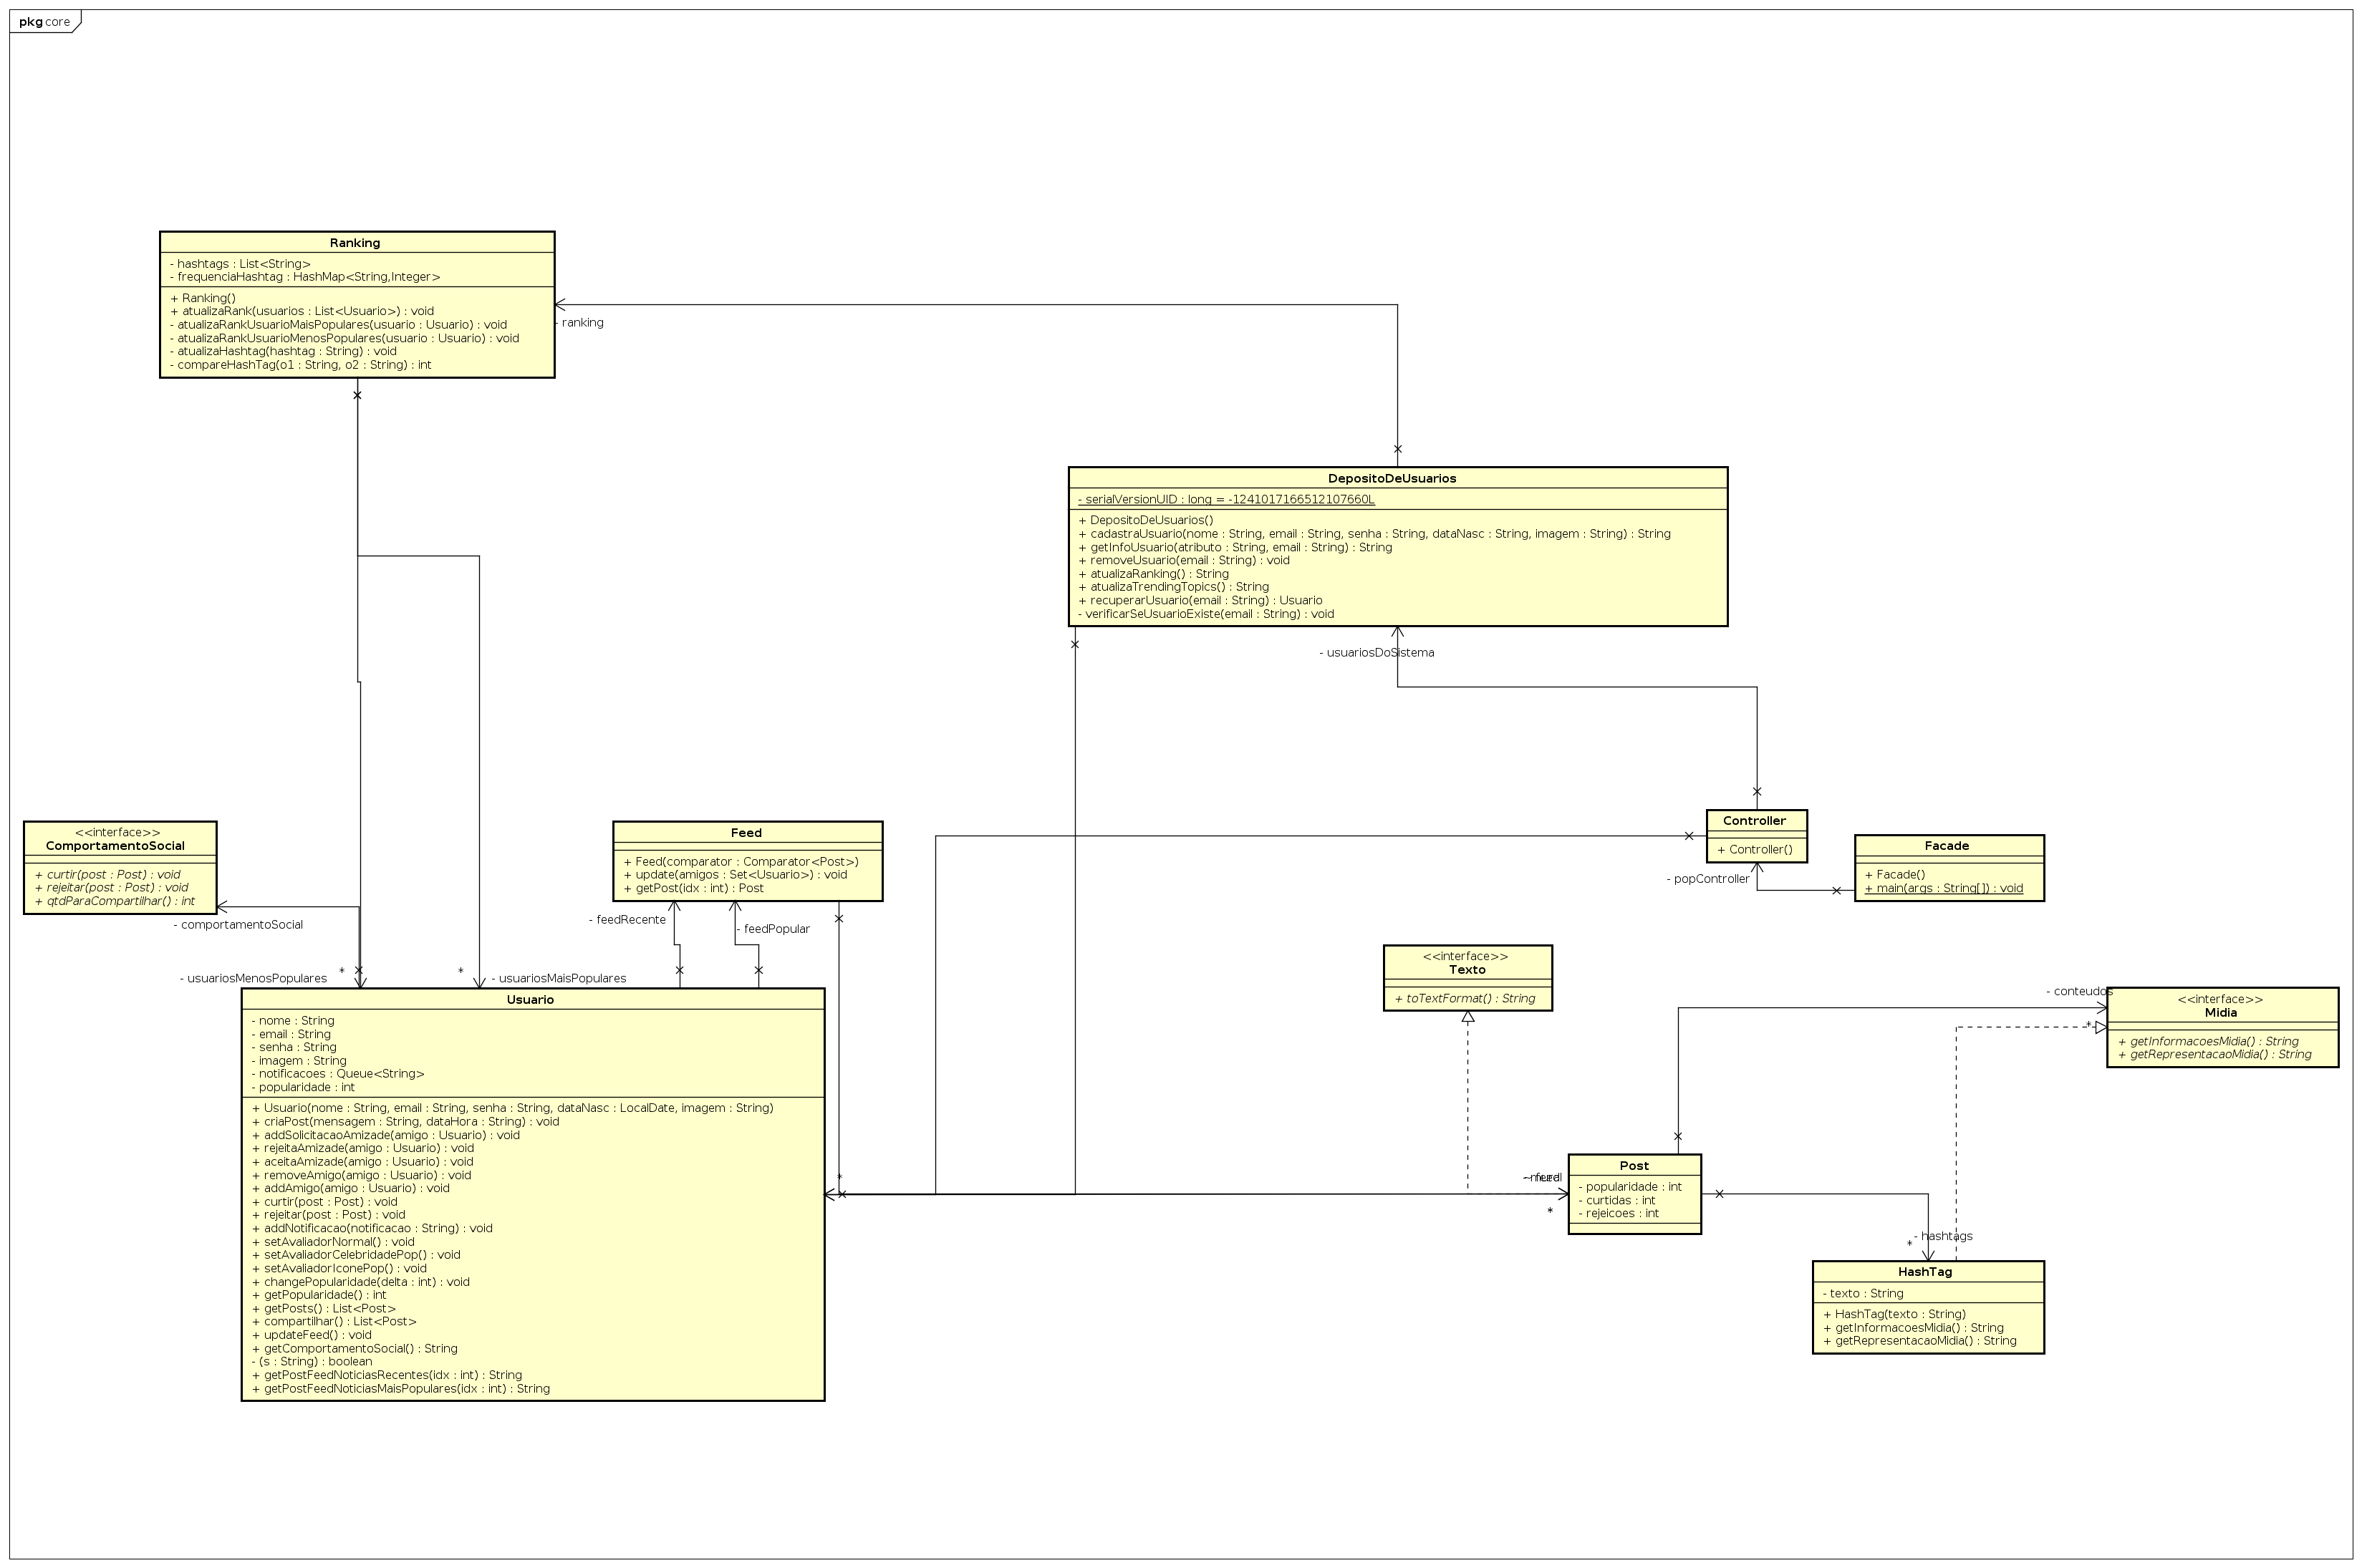 pkg core
Ranking
- hashtags : List<String>
- frequenciaHashtag : HashMap<String,Integer>
+ Ranking()
+ atualizaRank(usuarios : List<Usuario>) : void
- atualizaRankUsuarioMaisPopulares(usuario : Usuario) : void
- atualizaRankUsuarioMenosPopulares(usuario : Usuario) : void
- atualizaHashtag(hashtag : String) : void
- compareHashTag(o1 : String, o2 : String) : int
- ranking
DepositoDeUsuarios
- serialVersionUID : long = -1241017166512107660L
+ DepositoDeUsuarios()
+ cadastraUsuario(nome : String, email : String, senha : String, dataNasc : String, imagem : String) : String
+ getInfoUsuario(atributo : String, email : String) : String
+ removeUsuario(email : String) : void
+ atualizaRanking() : String
+ atualizaTrendingTopics() : String
+ recuperarUsuario(email : String) : Usuario
- verificarSeUsuarioExiste(email : String) : void
- usuariosDoSistema
Controller
+ Controller()
- popController
Facade
+ Facade()
+ main(args : String[]) : void
<<interface>>
ComportamentoSocial
+ curtir(post : Post) : void
+ rejeitar(post : Post) : void
+ qtdParaCompartilhar() : int
- comportamentoSocial
Feed
+ Feed(comparator : Comparator<Post>)
+ update(amigos : Set<Usuario>) : void
+ getPost(idx : int) : Post
- feedRecente
- feedPopular
- usuariosMenosPopulares
*
*
- usuariosMaisPopulares
Usuario
- nome : String
- email : String
- senha : String
- imagem : String
- notificacoes : Queue<String>
- popularidade : int
+ Usuario(nome : String, email : String, senha : String, dataNasc : LocalDate, imagem : String)
+ criaPost(mensagem : String, dataHora : String) : void
+ addSolicitacaoAmizade(amigo : Usuario) : void
+ rejeitaAmizade(amigo : Usuario) : void
+ aceitaAmizade(amigo : Usuario) : void
+ removeAmigo(amigo : Usuario) : void
+ addAmigo(amigo : Usuario) : void
+ curtir(post : Post) : void
+ rejeitar(post : Post) : void
+ addNotificacao(notificacao : String) : void
+ setAvaliadorNormal() : void
+ setAvaliadorCelebridadePop() : void
+ setAvaliadorIconePop() : void
+ changePopularidade(delta : int) : void
+ getPopularidade() : int
+ getPosts() : List<Post>
+ compartilhar() : List<Post>
+ updateFeed() : void
+ getComportamentoSocial() : String
- (s : String) : boolean
+ getPostFeedNoticiasRecentes(idx : int) : String
+ getPostFeedNoticiasMaisPopulares(idx : int) : String
*
<<interface>>
Texto
+ toTextFormat() : String
- conteudos
*
<<interface>>
Midia
+ getInformacoesMidia() : String
+ getRepresentacaoMidia() : String
*
Post
- popularidade : int
- curtidas : int
- rejeicoes : int
- hashtags
*
HashTag
- texto : String
+ HashTag(texto : String)
+ getInformacoesMidia() : String
+ getRepresentacaoMidia() : String